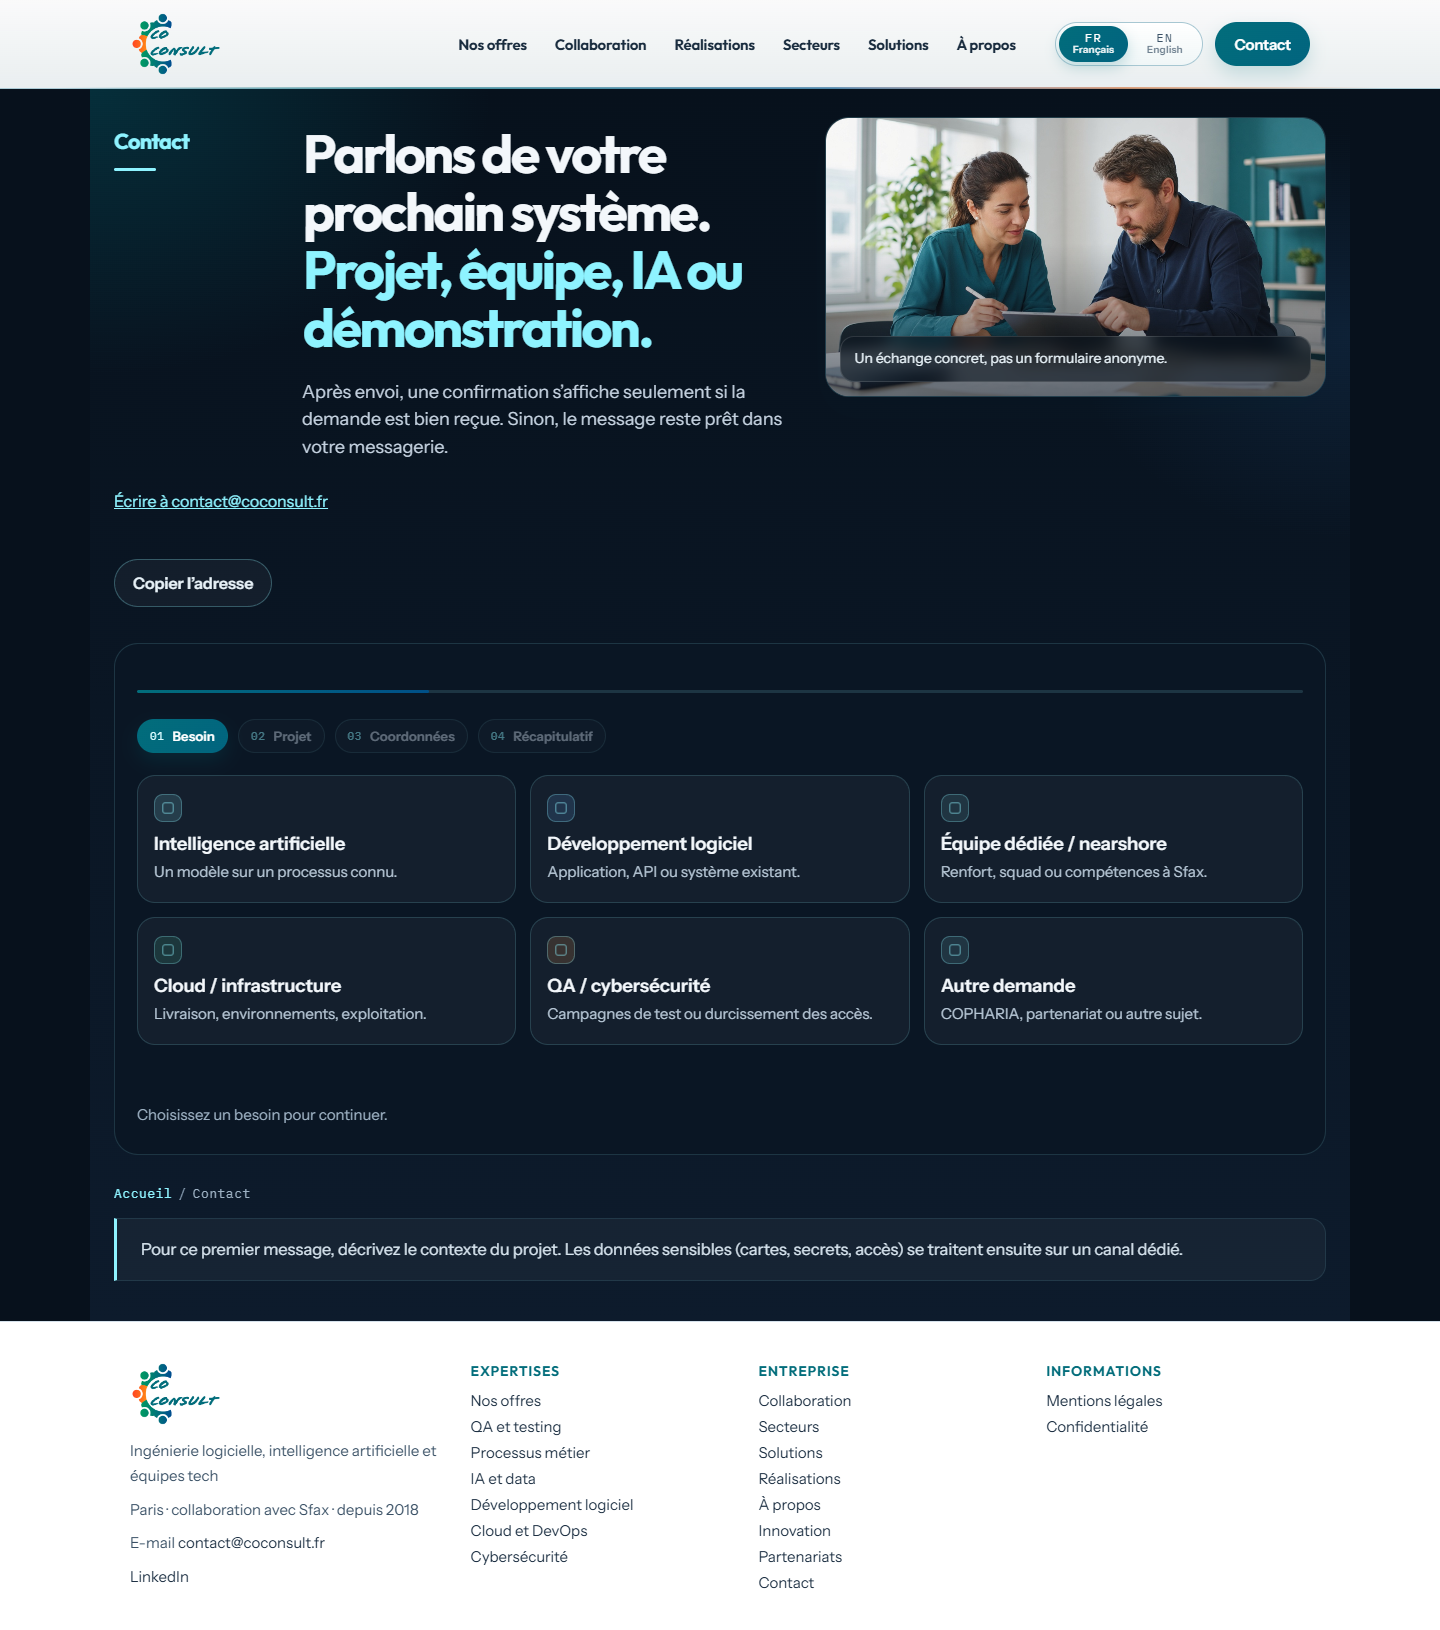 CO
CONSULT
Nos offres
Collaboration
Réalisations
Secteurs
Solutions
À propos
FR
Français
EN
English
Contact
Contact
Parlons de votre
prochain système.
Projet, équipe, IA ou
démonstration.
Après envoi, une confirmation s’affiche seulement si la
demande est bien reçue. Sinon, le message reste prêt dans
votre messagerie.
Un échange concret, pas un formulaire anonyme.
Écrire à contact@coconsult.fr
Copier l’adresse
01 Besoin
02 Projet
03 Coordonnées
04 Récapitulatif
Intelligence artificielle
Un modèle sur un processus connu.
Développement logiciel
Application, API ou système existant.
Équipe dédiée / nearshore
Renfort, squad ou compétences à Sfax.
Cloud / infrastructure
Livraison, environnements, exploitation.
QA / cybersécurité
Campagnes de test ou durcissement des accès.
Autre demande
COPHARIA, partenariat ou autre sujet.
Choisissez un besoin pour continuer.
Accueil / Contact
Pour ce premier message, décrivez le contexte du projet. Les données sensibles (cartes, secrets, accès) se traitent ensuite sur un canal dédié.
CO
CONSULT
Ingénierie logicielle, intelligence artificielle et
équipes tech
Paris · collaboration avec Sfax · depuis 2018
E-mail contact@coconsult.fr
LinkedIn
EXPERTISES
Nos offres
QA et testing
Processus métier
IA et data
Développement logiciel
Cloud et DevOps
Cybersécurité
ENTREPRISE
Collaboration
Secteurs
Solutions
Réalisations
À propos
Innovation
Partenariats
Contact
INFORMATIONS
Mentions légales
Confidentialité